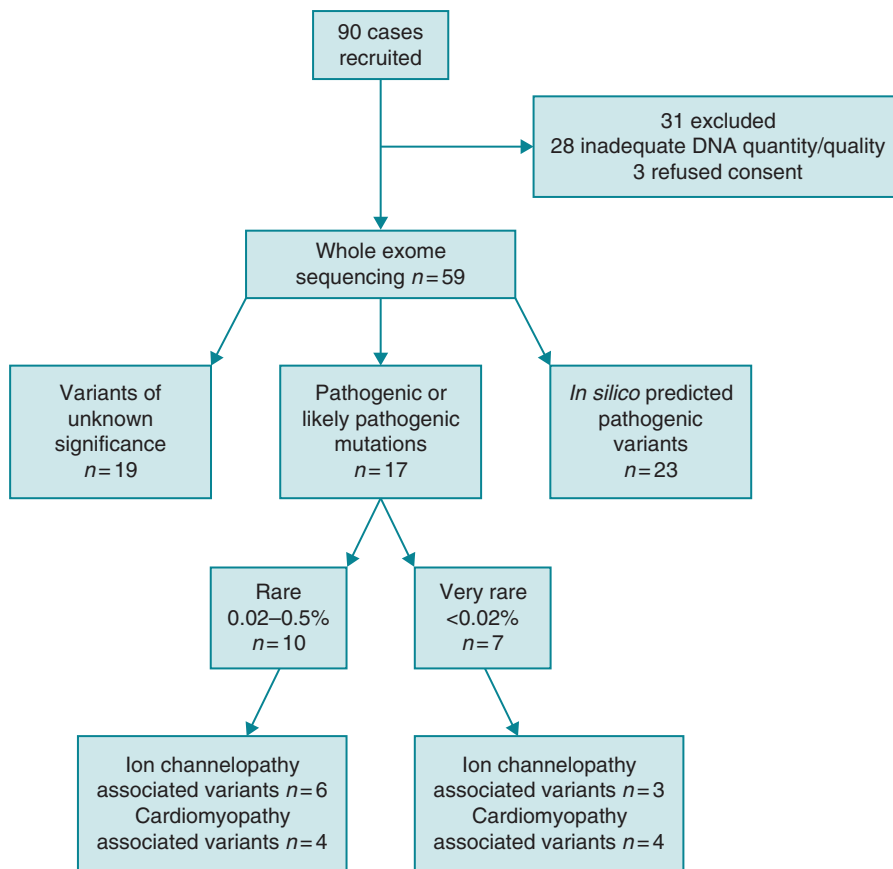 90 cases
recruited
31 excluded
28 inadequate DNA quantity/quality
3 refused consent
Whole exome
sequencing n=59
Variants of
unknown
significance
n=19
Pathogenic or
likely pathogenic
mutations
n=17
In silico predicted
pathogenic
variants
n=23
Rare
0.02–0.5%
n=10
Very rare
<0.02%
n=7
Ion channelopathy
associated variants n=6
Cardiomyopathy
associated variants n=4
Ion channelopathy
associated variants n=3
Cardiomyopathy
associated variants n=4